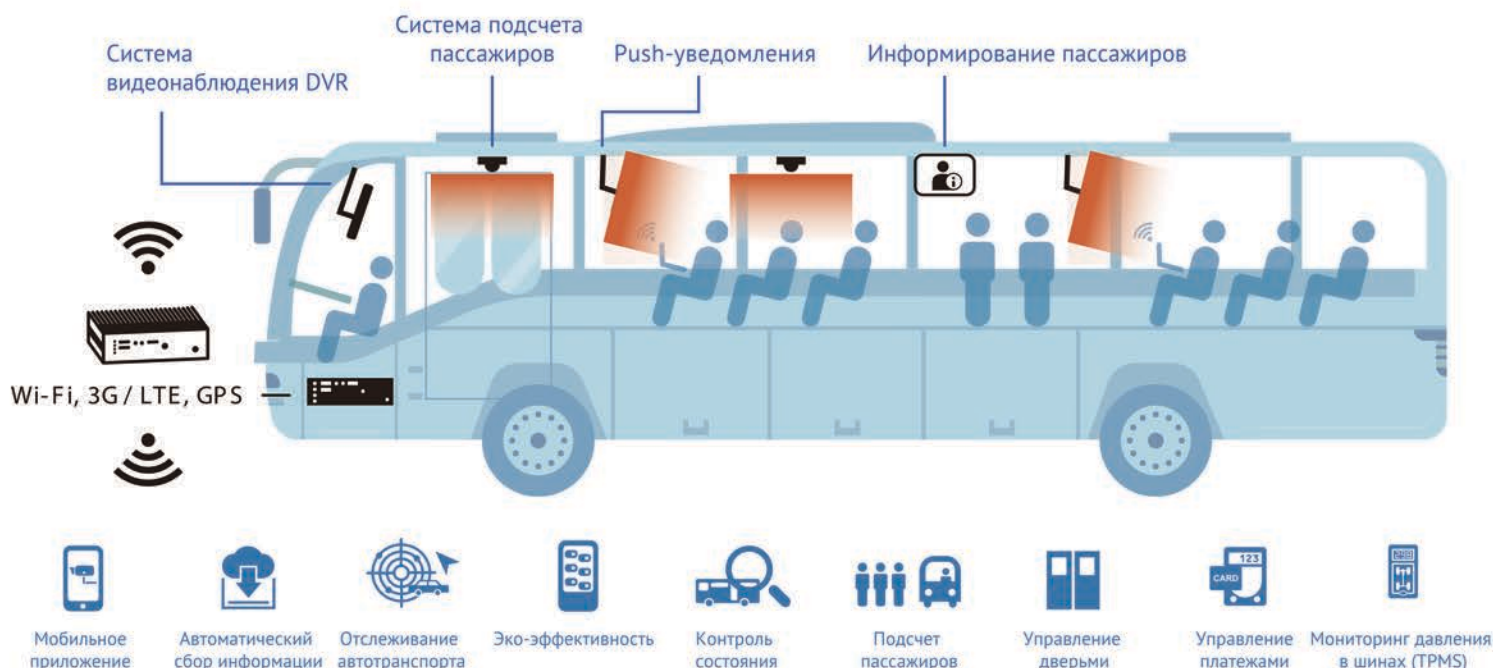 Система
видеонаблюдения DVR
Система подсчета
пассажиров
Push-уведомления
Информирование пассажиров
Wi-Fi, 3G / LTE, GPS
Мобильное
приложение
Автоматический
сбор информации
Отслеживание
автотранспорта
Эко-эффективность
Контроль
состояния
Подсчет
пассажиров
Управление
дверьми
123
CARD
Управление
платежами
Мониторинг давления
в шинах (TPMS)